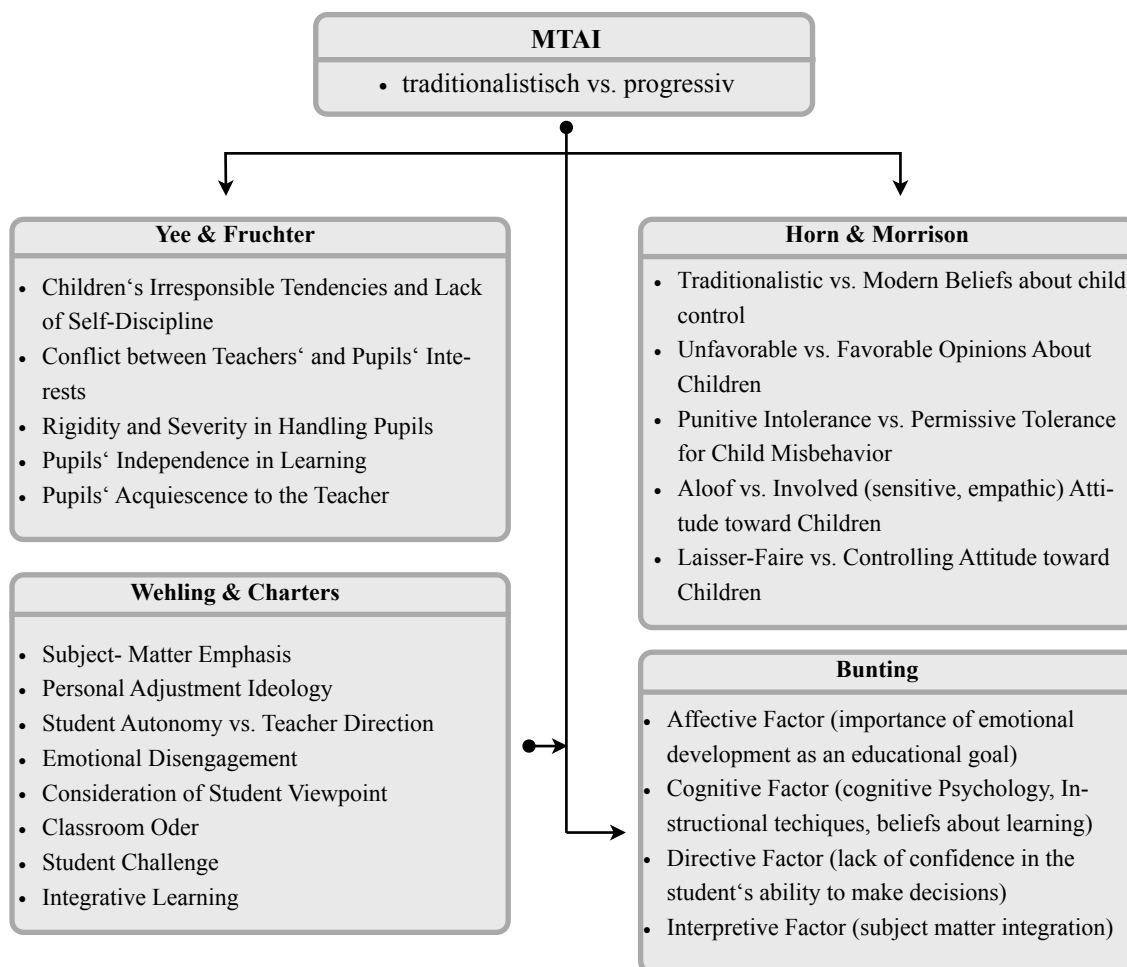 MTAI
• traditionalistisch vs. progressiv
Yee & Fruchter
• Children‘s Irresponsible Tendencies and Lack
of Self-Discipline
• Conflict between Teachers‘ and Pupils‘ Inte-
rests
• Rigidity and Severity in Handling Pupils
• Pupils‘ Independence in Learning
• Pupils‘ Acquiescence to the Teacher
Horn & Morrison
• Traditionalistic vs. Modern Beliefs about child
control
• Unfavorable vs. Favorable Opinions About
Children
• Punitive Intolerance vs. Permissive Tolerance
for Child Misbehavior
• Aloof vs. Involved (sensitive, empathic) Atti-
tude toward Children
• Laisser-Faire vs. Controlling Attitude toward
Children
Wehling & Charters
• Subject- Matter Emphasis
• Personal Adjustment Ideology
• Student Autonomy vs. Teacher Direction
• Emotional Disengagement
• Consideration of Student Viewpoint
• Classroom Oder
• Student Challenge
• Integrative Learning
Bunting
• Affective Factor (importance of emotional
development as an educational goal)
• Cognitive Factor (cognitive Psychology, In-
structional techiques, beliefs about learning)
• Directive Factor (lack of confidence in the
student‘s ability to make decisions)
• Interpretive Factor (subject matter integration)